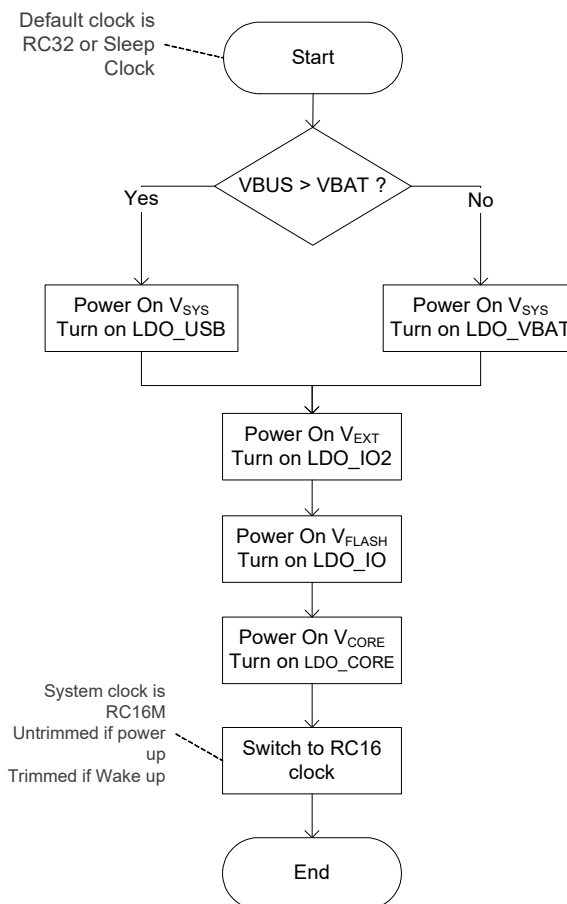 Default clock is
RC32 or Sleep
Clock
Start
VBUS > VBAT ?
Yes
No
Power On VSYS
Turn on LDO_USB
Power On VSYS
Turn on LDO_VBAT
Power On VEXT
Turn on LDO_IO2
Power On VFLASH
Turn on LDO_IO
Power On VCORE
Turn on LDO_CORE
System clock is
RC16M
Untrimmed if power
up
Trimmed if Wake up
Switch to RC16
clock
End